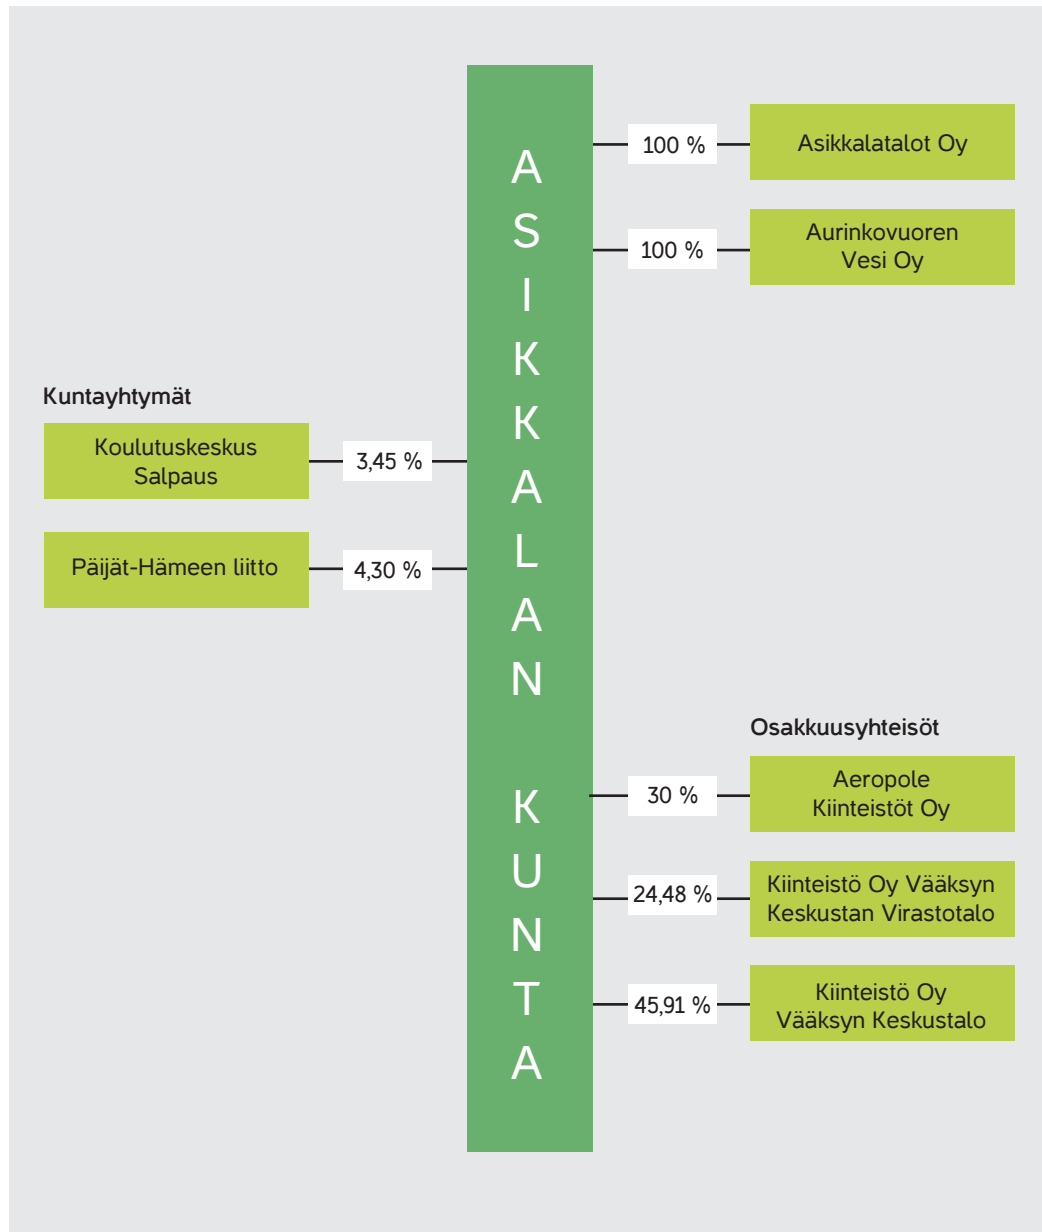 ASIKKALAN KUNTA
100 %
Asikkalatalot Oy
100 %
Aurinkovuoren
Vesi Oy
Kuntayhtymät
Koulutuskeskus
Salpaus
3,45 %
Päijät-Hämeen liitto
4,30 %
Osakkuusyhteisöt
30 %
Aeropole
Kiinteistöt Oy
24,48 %
Kiinteistö Oy Vääksyn
Keskustan Virastotalo
45,91 %
Kiinteistö Oy
Vääksyn Keskustalo